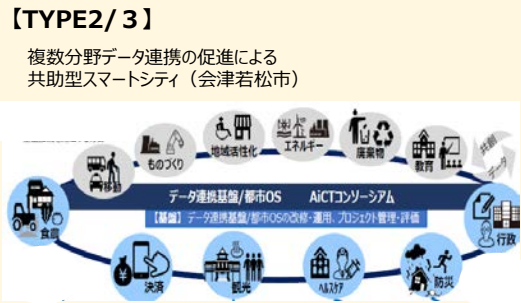 【TYPE2/3】
複数分野データ連携の促進による
共助型スマートシティ（会津若松市）
ものづくり
地域活性化
エネルギー
廃棄物
教育
共助
データ
移動
データ連携基盤/都市OS AiCTコンソーシアム
【基盤】データ連携基盤/都市OSの改修・運用、プロジェクト管理・評価
食農
行政
決済
観光
ヘルスケア
防災